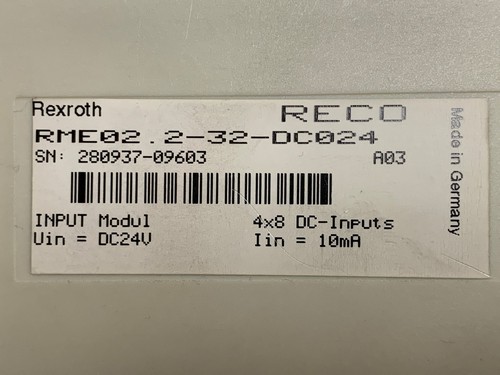 Rexroth RECO
RME02.2-32-DC024
SN: 280937-09603 A03
INPUT Modul 4x8 DC-Inputs
Uin = DC24V Iin = 10mA
Made in Germany